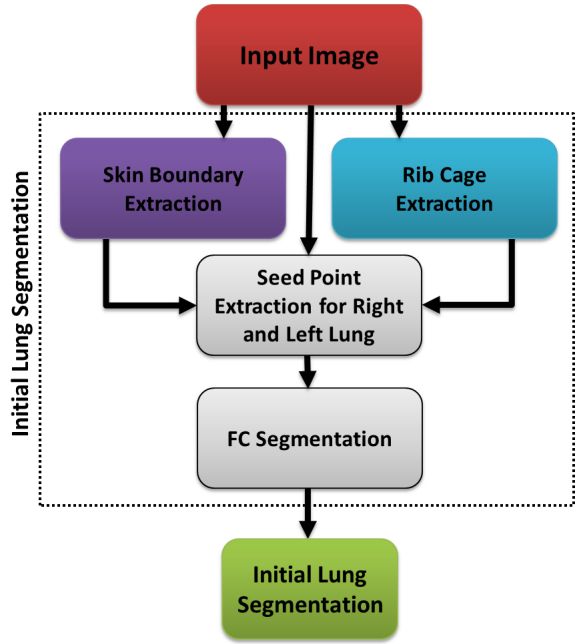 Input Image
Initial Lung Segmentation
Skin Boundary
Extraction
Rib Cage
Extraction
Seed Point
Extraction for Right
and Left Lung
FC Segmentation
Initial Lung
Segmentation